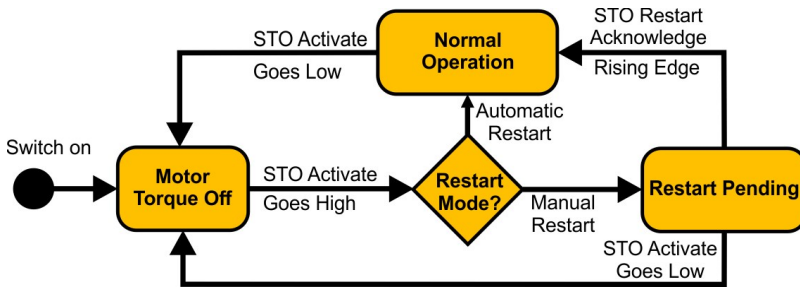 STO Activate
Goes Low
Normal
Operation
STO Restart
Acknowledge
Rising Edge
Automatic
Restart
Switch on
Motor
Torque Off
STO Activate
Goes High
Restart
Mode?
Manual
Restart
Restart Pending
STO Activate
Goes Low